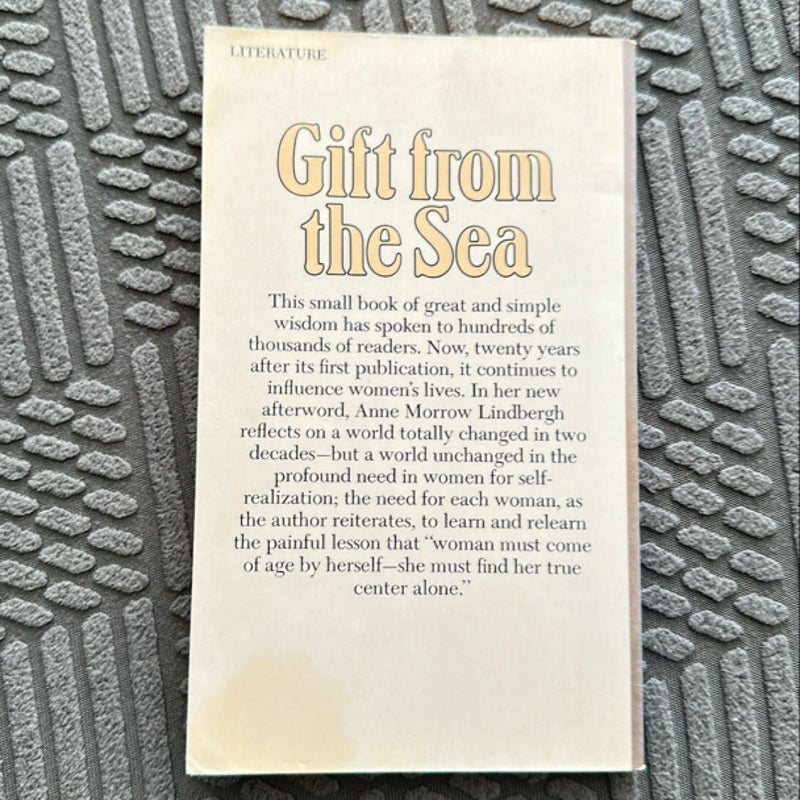 LITERATURE
Gift from
the Sea
This small book of great and simple
wisdom has spoken to hundreds of
thousands of readers. Now, twenty years
after its first publication, it continues to
influence women's lives. In her new
afterword, Anne Morrow Lindbergh
reflects on a world totally changed in two
decades—but a world unchanged in the
profound need in women for self-
realization; the need for each woman, as
the author reiterates, to learn and relearn
the painful lesson that “woman must come
of age by herself—she must find her true
center alone.”